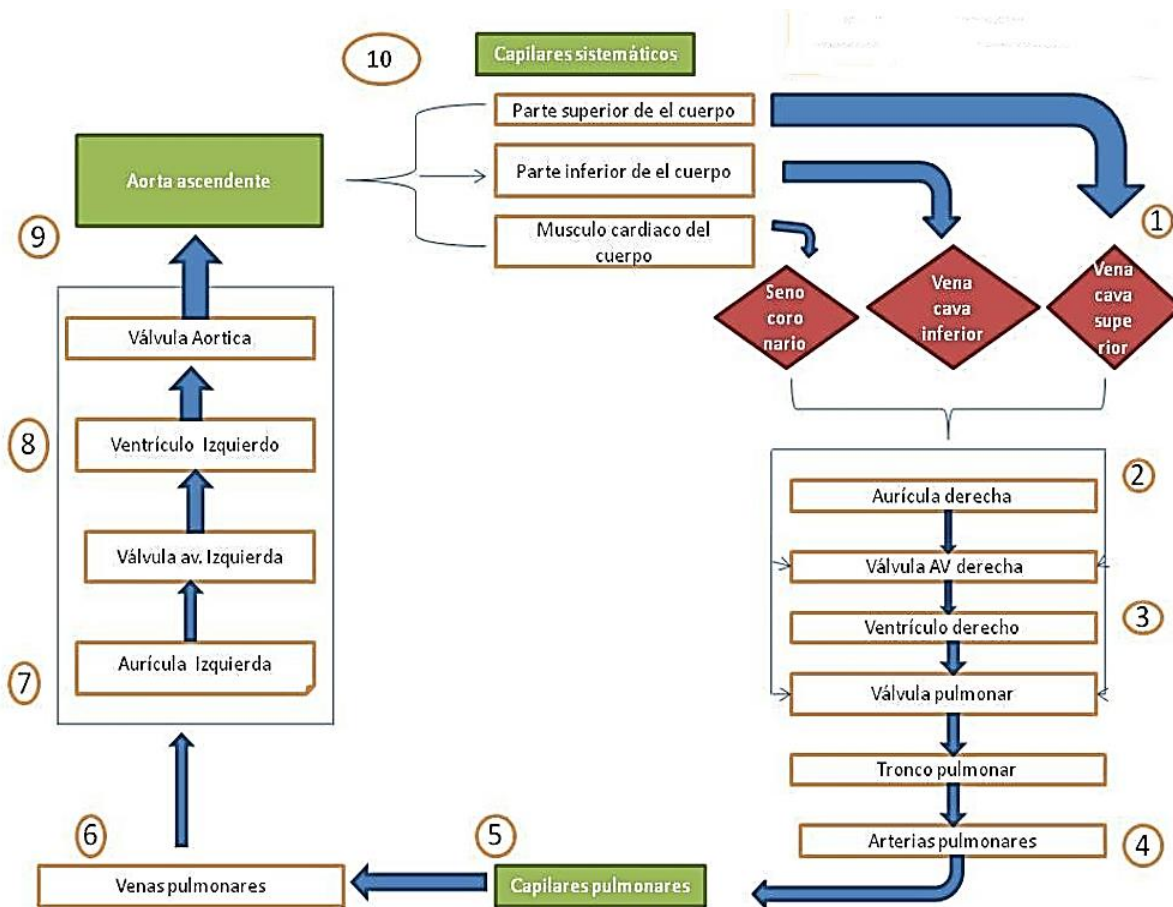 10
Capilares sistemáticos
Parte superior de el cuerpo
Aorta ascendente
Parte inferior de el cuerpo
Musculo cardiaco del
cuerpo
9
1
Seno
coro
nario
Vena
cava
inferior
Vena
cava
supe
rior
Válvula Aortica
8
Ventrículo Izquierdo
2
Aurícula derecha
Válvula av. Izquierda
Válvula AV derecha
3
Ventrículo derecho
7
Aurícula Izquierda
Válvula pulmonar
Tronco pulmonar
6
5
Arterias pulmonares
4
Venas pulmonares
Capilares pulmonares